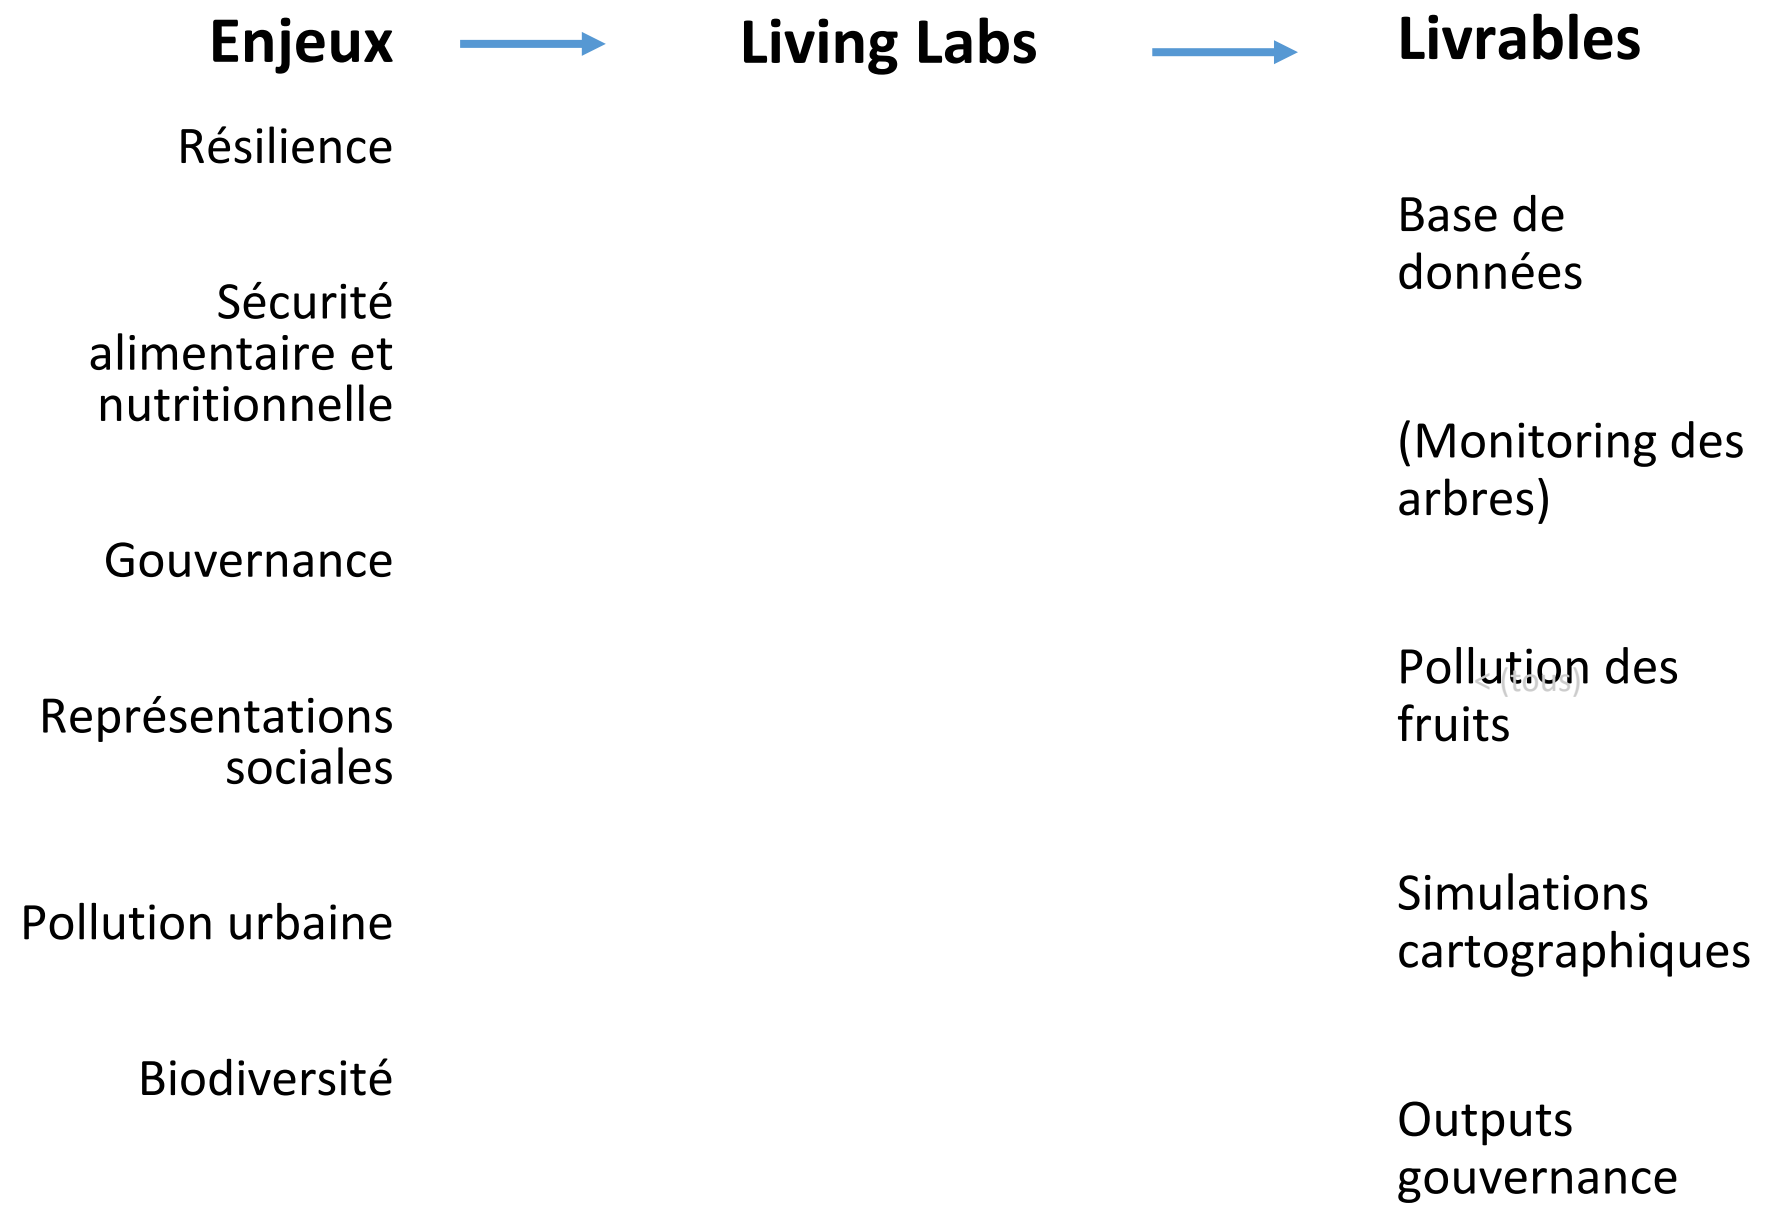 Enjeux
Living Labs
Livrables
Résilience
Sécurité
alimentaire et
nutritionnelle
Gouvernance
Représentations
sociales
Pollution urbaine
Biodiversité
Base de
données
(Monitoring des
arbres)
Pollution des
< (tous)
fruits
Simulations
cartographiques
Outputs
gouvernance